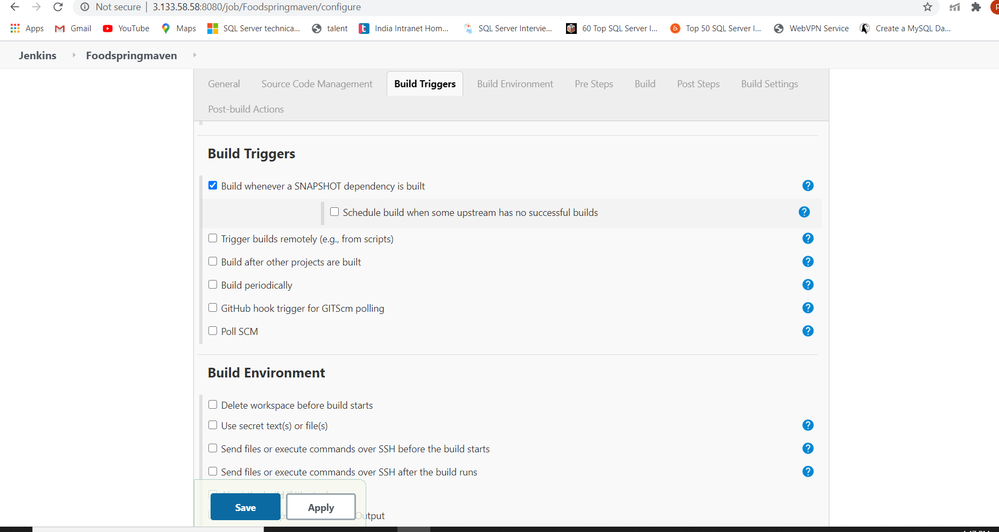 Not secure | 3.133.58.58:8080/job/Foodspringmaven/configure
Apps Gmail YouTube Maps SQL Server technica... talent India Intranet Hom... SQL Server Intervie... 60 Top SQL Server I... Top 50 SQL Server I... WebVPN Service Create a MySQL Da...
Jenkins Foodspringmaven
General Source Code Management Build Triggers Build Environment Pre Steps Build Post Steps Build Settings
Post-build Actions
Build Triggers
Build whenever a SNAPSHOT dependency is built
Schedule build when some upstream has no successful builds
Trigger builds remotely (e.g., from scripts)
Build after other projects are built
Build periodically
GitHub hook trigger for GITScm polling
Poll SCM
Build Environment
Delete workspace before build starts
Use secret text(s) or file(s)
Send files or execute commands over SSH before the build starts
Send files or execute commands over SSH after the build runs
Save Apply
Output